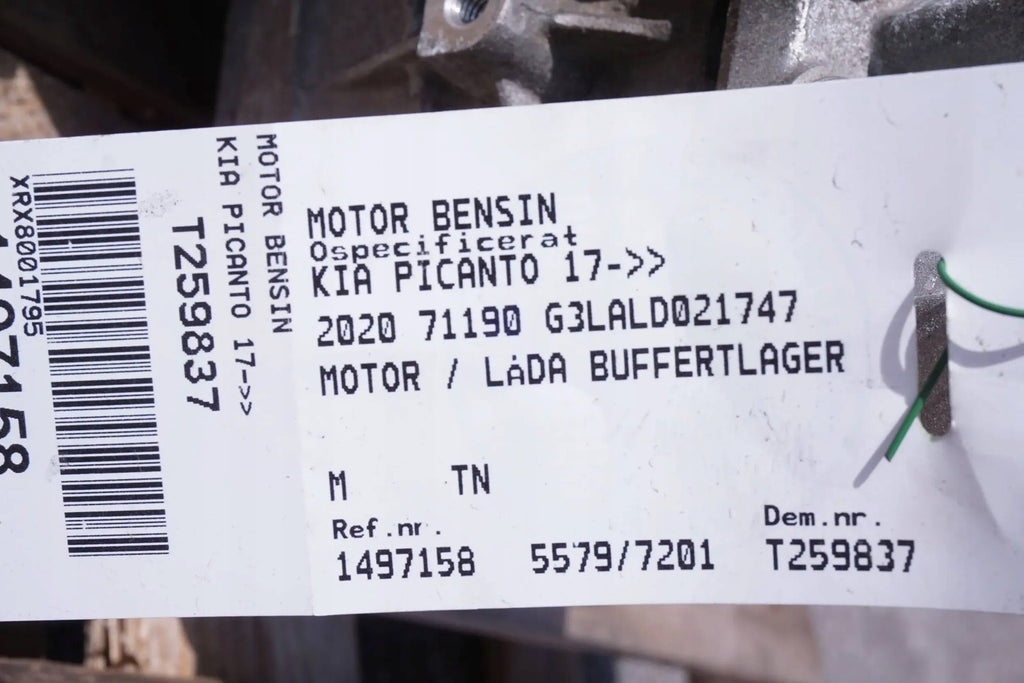 MOTOR BENSIN
Ospecificerat
KIA PICANTO 17->>
2020 71190 G3LALD021747
MOTOR / LÅDA BUFFERTLAGER
M TN
Ref.nr. Dem.nr.
1497158 5579/7201 T259837
MOTOR BENSIN
KIA PICANTO 17->>
T259837
XRX8001795
1497158